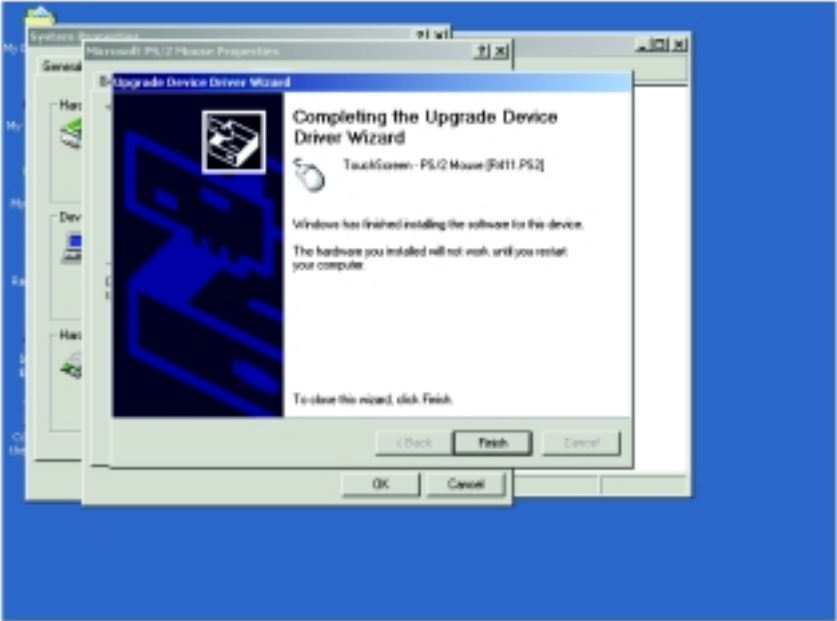 System Properties
Microsoft PS/2 Mouse Properties
General
Upgrade Device Driver Wizard
Completing the Upgrade Device
Driver Wizard
TouchScreen - PS/2 Mouse [R411.PS2]
Windows has finished installing the software for this device.
The hardware you installed will not work until you restart
your computer.
To close this wizard, click Finish.
< Back
Finish
Cancel
OK
Cancel